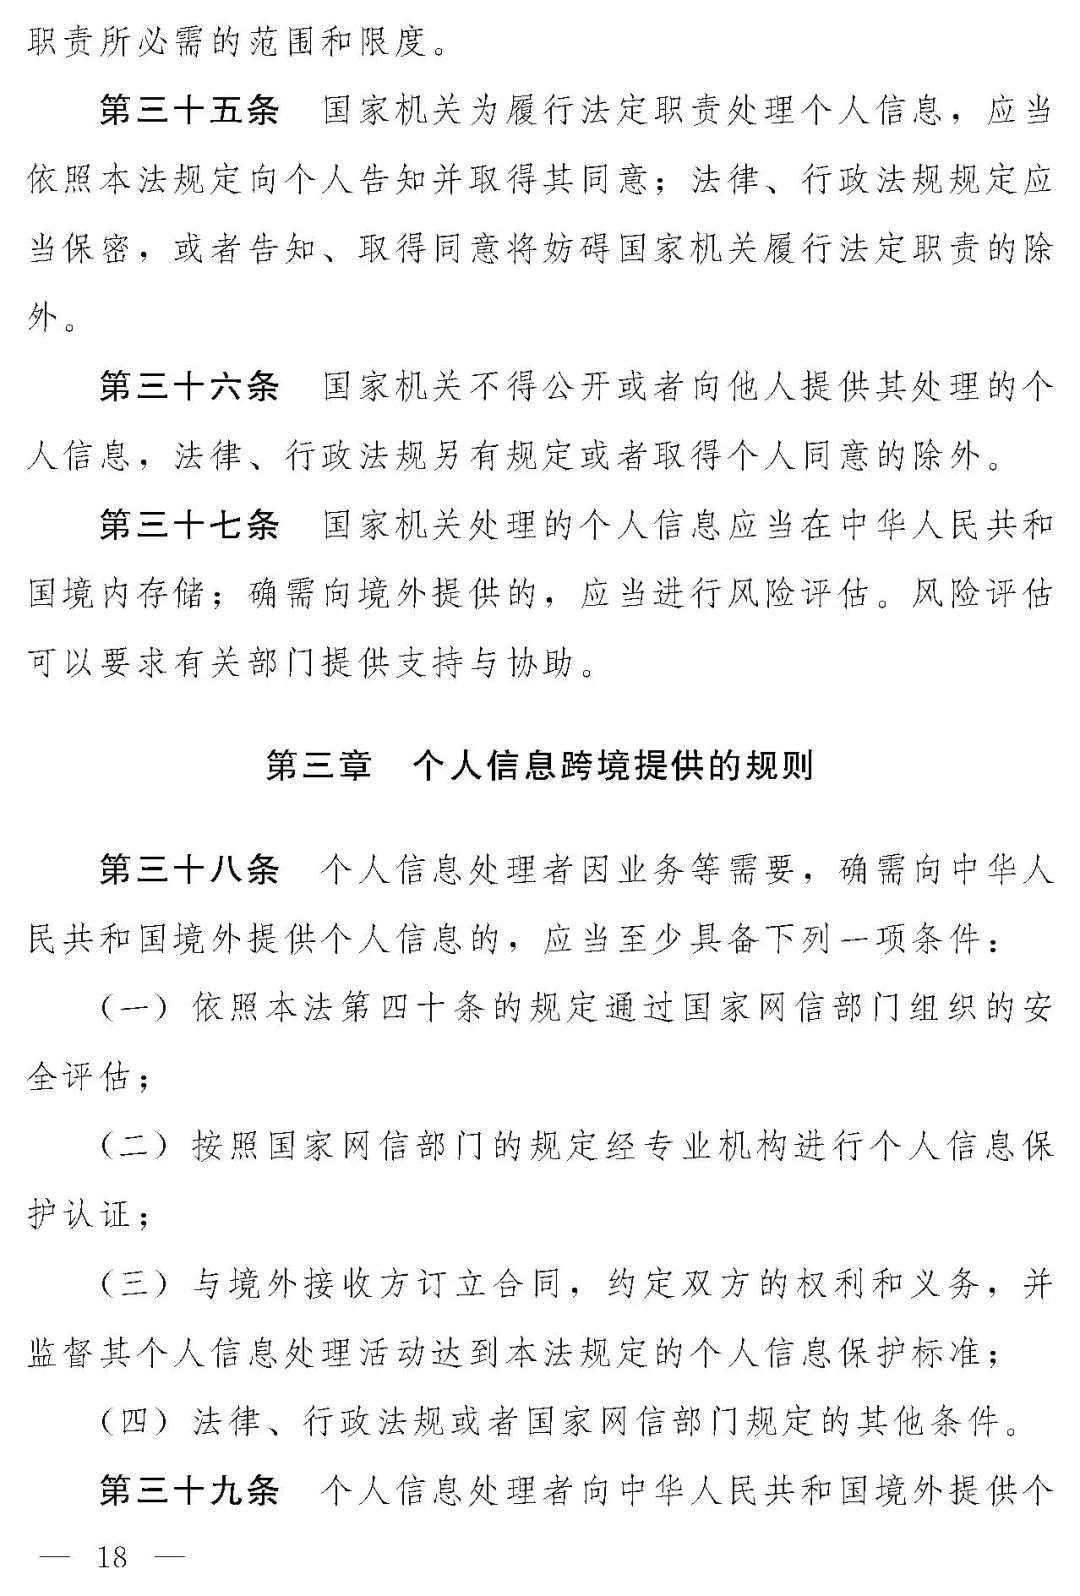 职责所必需的范围和限度。
第三十五条 国家机关为履行法定职责处理个人信息，应当
依照本法规定向个人告知并取得其同意；法律、行政法规规定应
当保密，或者告知、取得同意将妨碍国家机关履行法定职责的除
外。
第三十六条 国家机关不得公开或者向他人提供其处理的个
人信息，法律、行政法规另有规定或者取得个人同意的除外。
第三十七条 国家机关处理的个人信息应当在中华人民共和
国境内存储；确需向境外提供的，应当进行风险评估。风险评估
可以要求有关部门提供支持与协助。
第三章 个人信息跨境提供的规则
第三十八条 个人信息处理者因业务等需要，确需向中华人
民共和国境外提供个人信息的，应当至少具备下列一项条件：
（一）依照本法第四十条的规定通过国家网信部门组织的安
全评估；
（二）按照国家网信部门的规定经专业机构进行个人信息保
护认证；
（三）与境外接收方订立合同，约定双方的权利和义务，并
监督其个人信息处理活动达到本法规定的个人信息保护标准；
（四）法律、行政法规或者国家网信部门规定的其他条件。
第三十九条 个人信息处理者向中华人民共和国境外提供个
— 18 —